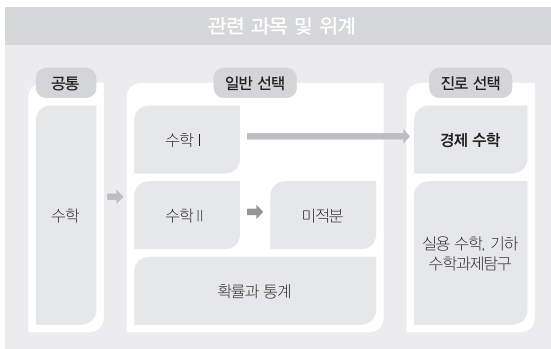 관련 과목 및 위계
공통
일반 선택
진로 선택
수학
수학 Ⅰ
경제 수학
수학 Ⅱ
미적분
확률과 통계
실용 수학, 기하
수학과제탐구